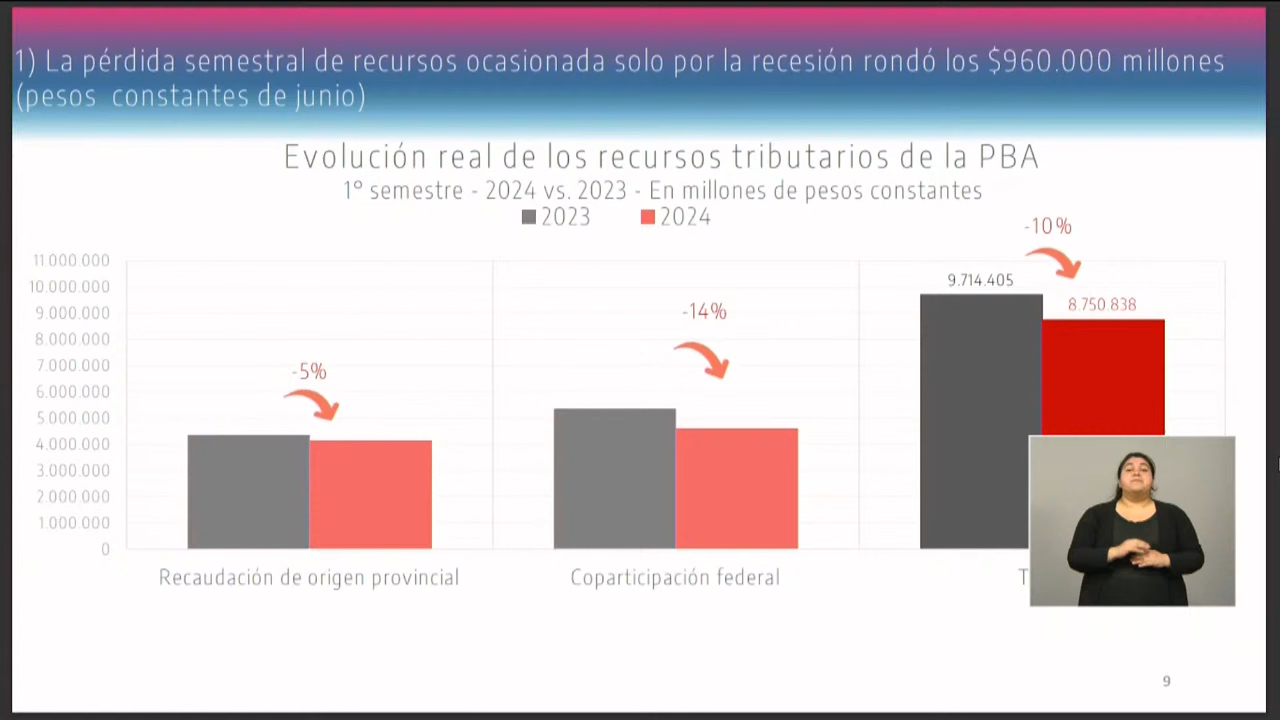 1) La pérdida semestral de recursos ocasionada solo por la recesión rondó los $960.000 millones
(pesos constantes de junio)
Evolución real de los recursos tributarios de la PBA
1° semestre - 2024 vs. 2023 - En millones de pesos constantes
2023 2024
-10%
11.000.000
10.000.000
9.000.000
8.000.000
7.000.000
6.000.000
5.000.000
4.000.000
3.000.000
2.000.000
1.000.000
0
9.714.405
8.750.838
-14%
-5%
Recaudación de origen provincial
Coparticipación federal
T
9